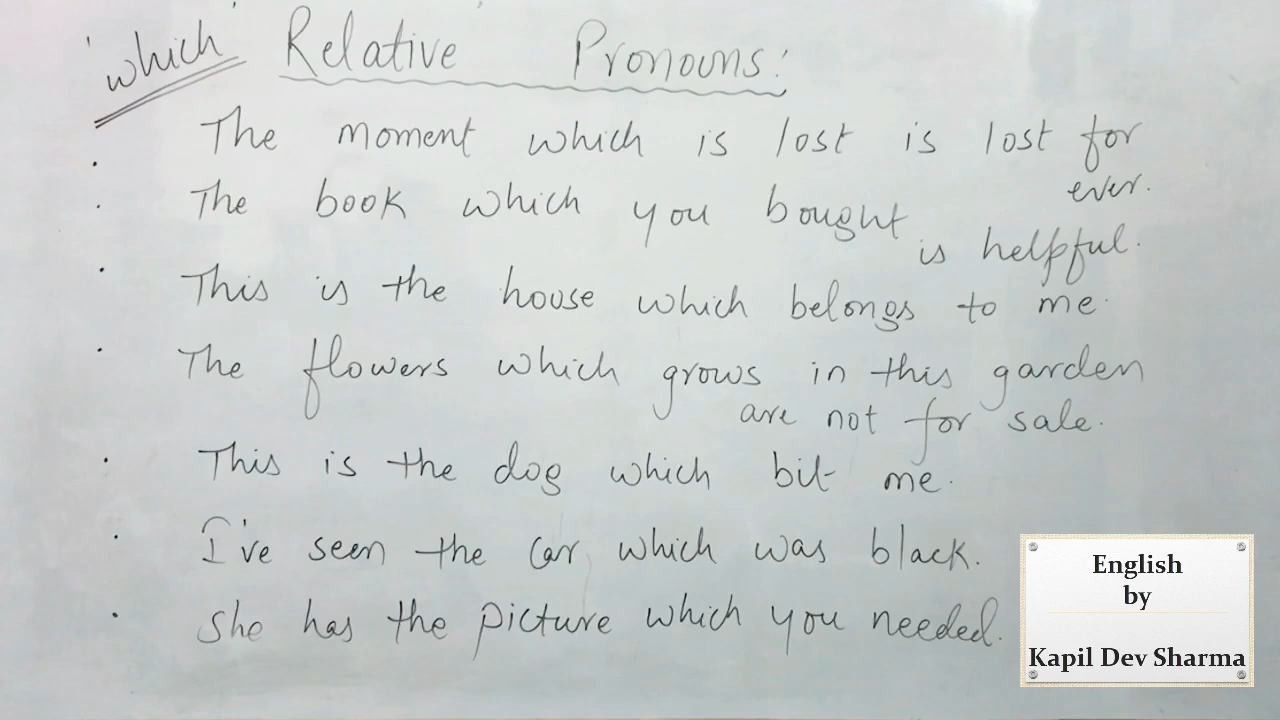 'which' Relative Pronouns:
The moment which is lost is lost for
ever.
The book which you bought
is helpful.
This is the house which belongs to me.
The flowers which grows in this garden
are not for sale.
This is the dog which bit me.
I've seen the car which was black.
She has the picture which you needed.
English
by
Kapil Dev Sharma